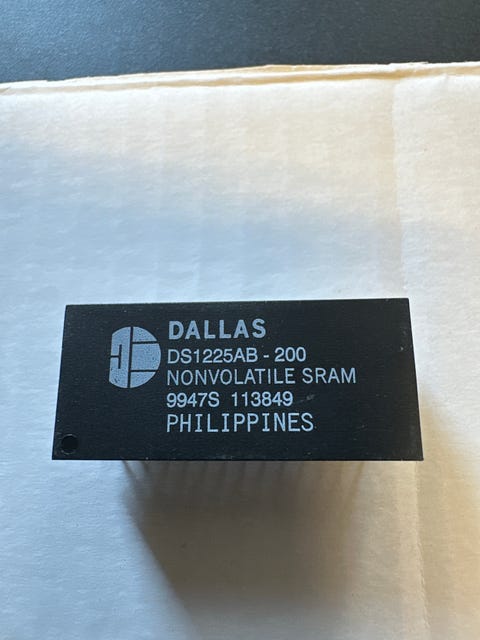 DALLAS
DS1225AB - 200
NONVOLATILE SRAM
9947S 113849
PHILIPPINES